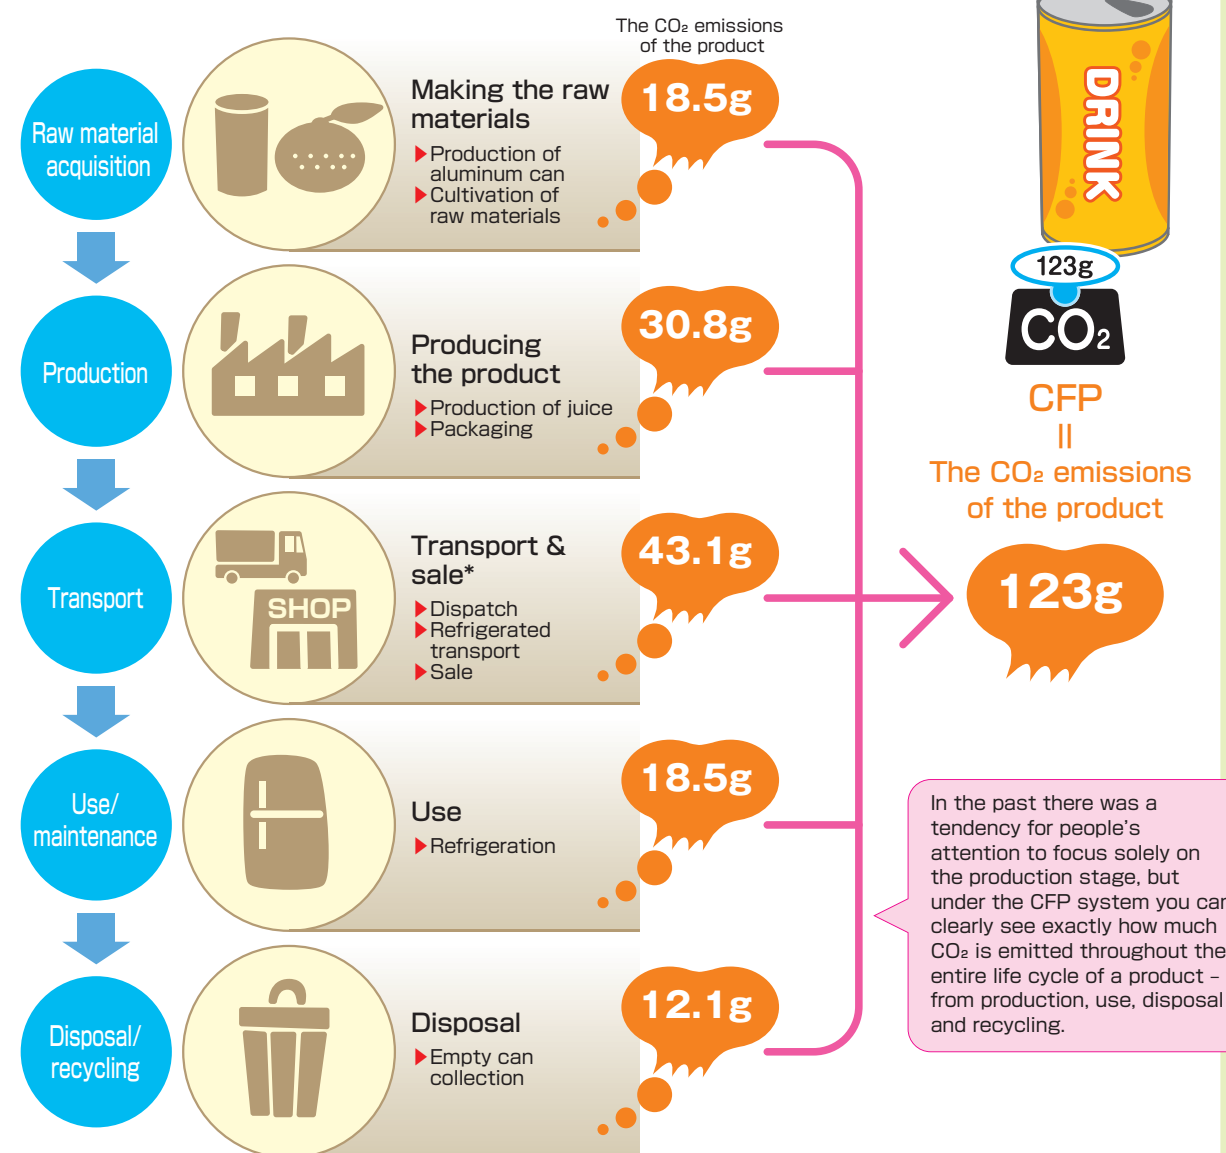 The CO₂ emissions
of the product
Raw material
acquisition
Making the raw
materials
▶Production of
aluminum can
▶Cultivation of
raw materials
18.5g
Production
Producing
the product
▶Production of juice
▶Packaging
30.8g
Transport
SHOP
Transport &
sale*
▶Dispatch
▶Refrigerated
transport
▶Sale
43.1g
Use/
maintenance
Use
▶Refrigeration
18.5g
Disposal/
recycling
Disposal
▶Empty can
collection
12.1g
DRINK
123g
CO₂
CFP
=
The CO₂ emissions
of the product
123g
In the past there was a
tendency for people's
attention to focus solely on
the production stage, but
under the CFP system you can
clearly see exactly how much
CO₂ is emitted throughout the
entire life cycle of a product –
from production, use, disposal
and recycling.